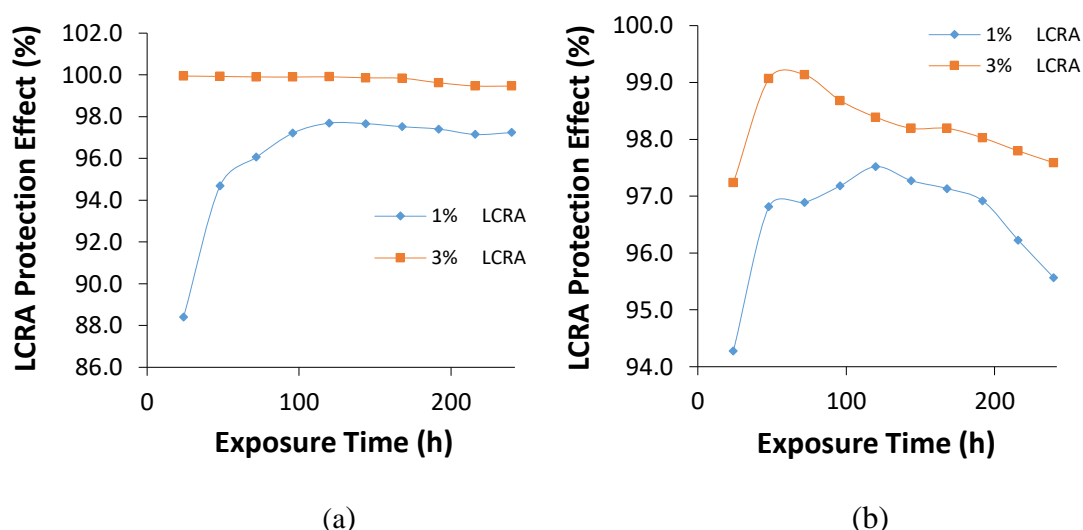 LCRA Protection Effect (%)
102.0
100.0
98.0
96.0
94.0
92.0
90.0
88.0
86.0
0
100
200
Exposure Time (h)
1% LCRA
3% LCRA
(a)
LCRA Protection Effect (%)
100.0
99.0
98.0
97.0
96.0
95.0
94.0
0
100
200
Exposure Time (h)
1% LCRA
3% LCRA
(b)